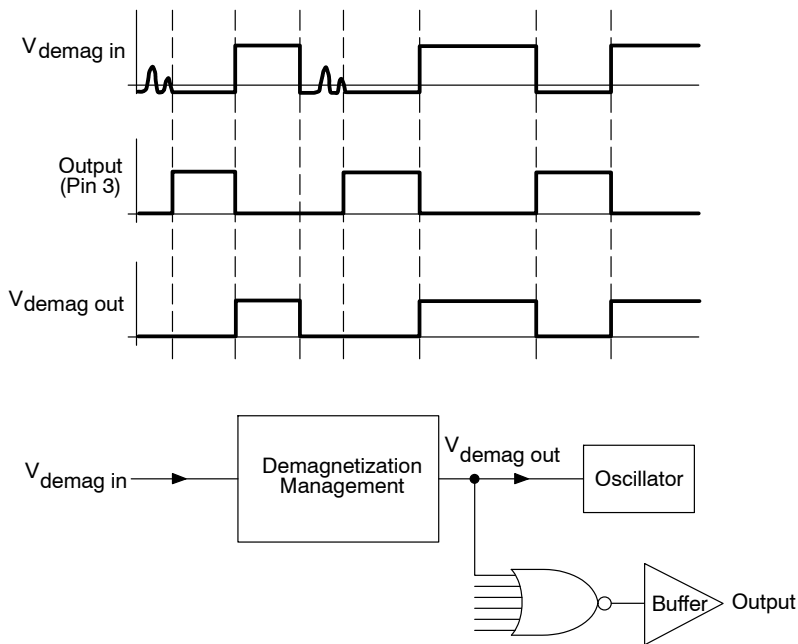 Vdemag in
Output
(Pin 3)
Vdemag out
Vdemag in
Demagnetization
Management
Vdemag out
Oscillator
Buffer
Output